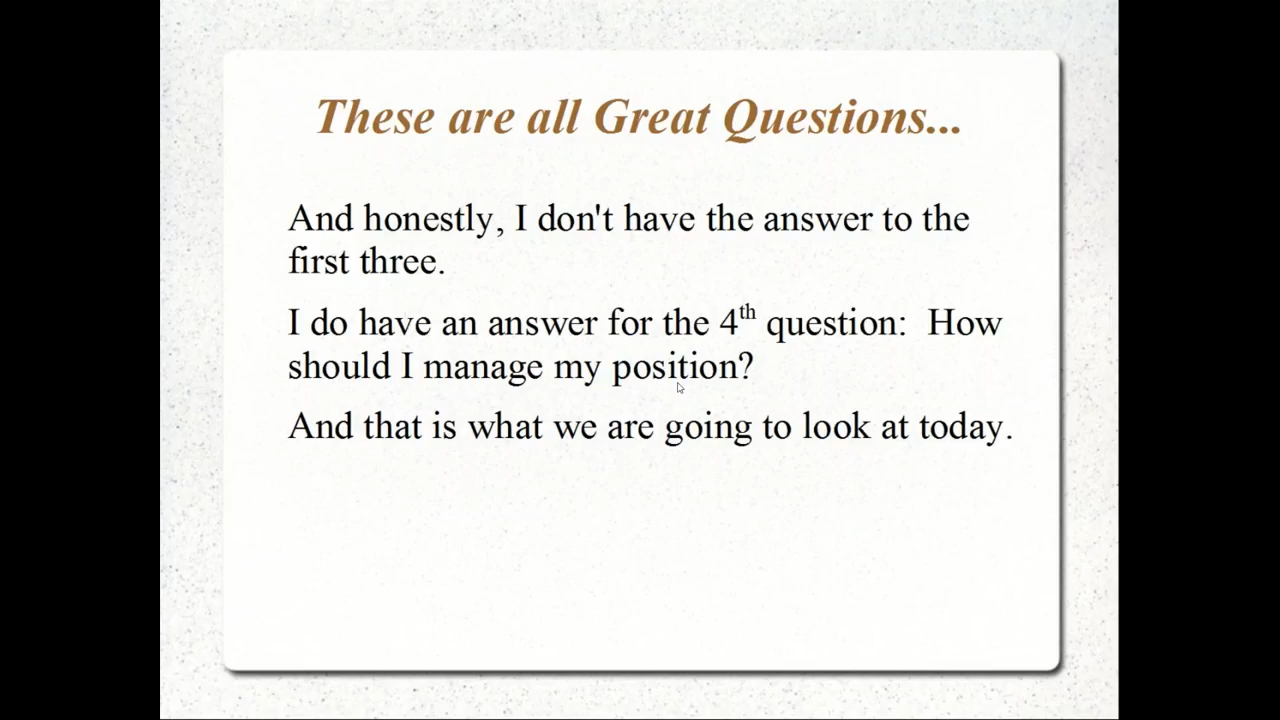 These are all Great Questions...
And honestly, I don't have the answer to the
first three.
I do have an answer for the 4th question:  How
should I manage my position?
And that is what we are going to look at today.